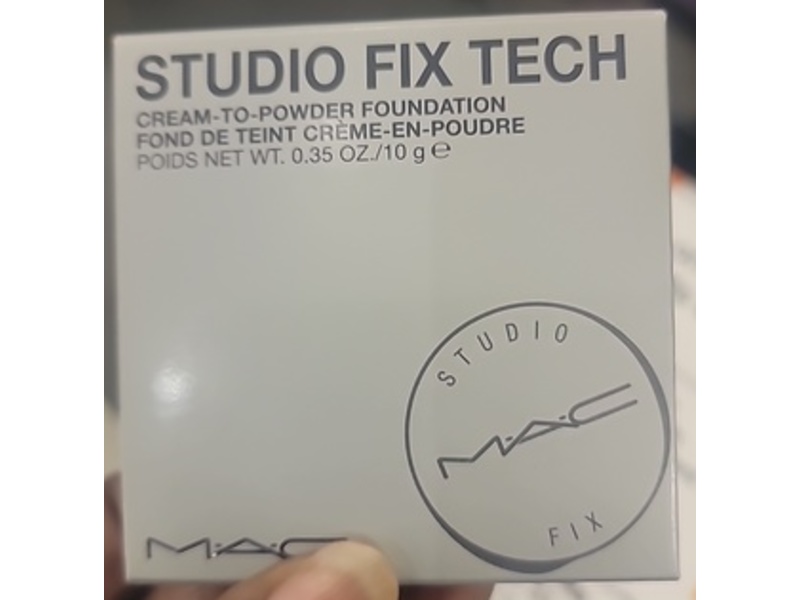 STUDIO FIX TECH
CREAM-TO-POWDER FOUNDATION
FOND DE TEINT CRÈME-EN-POUDRE
POIDS NET WT. 0.35 OZ./10 g ℮
STUDIO
M·A·C
FIX
M·A·C